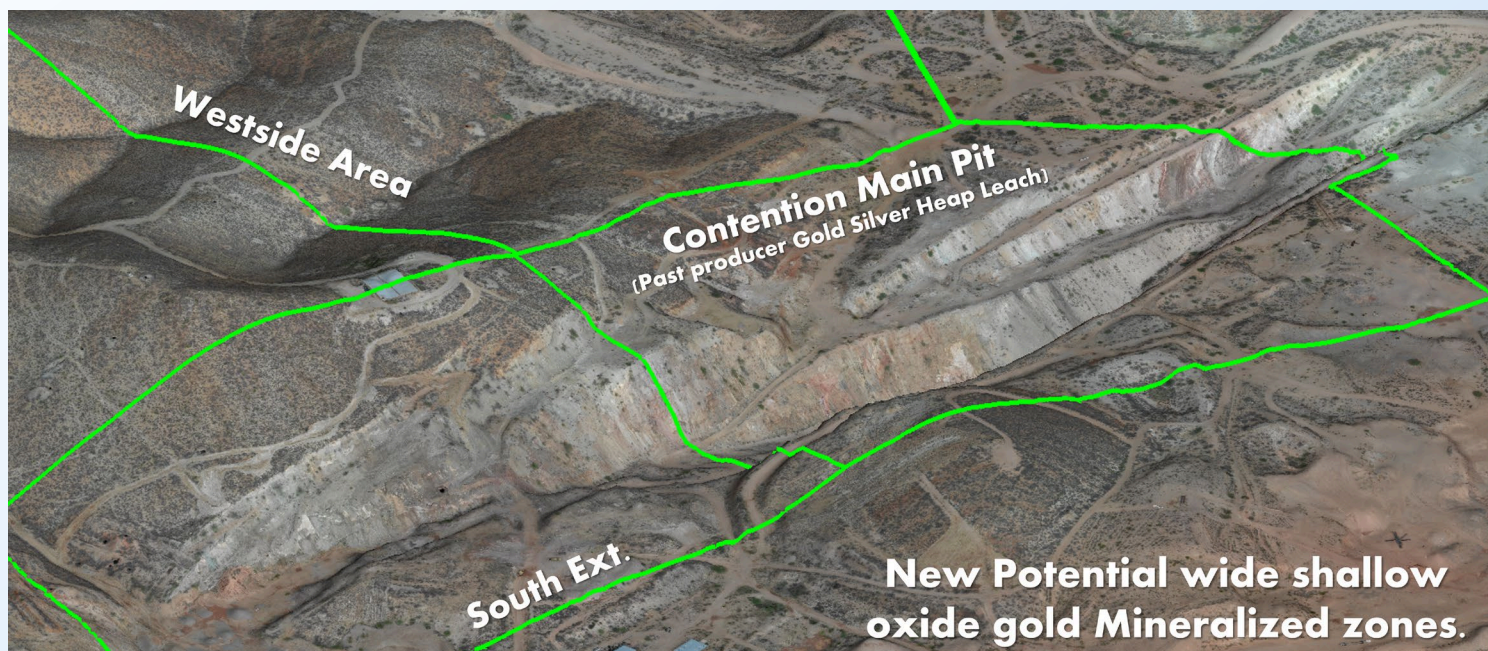 Westside Area
Contention Main Pit
(Past producer Gold Silver Heap Leach)
South Ext.
New Potential wide shallow
oxide gold Mineralized zones.